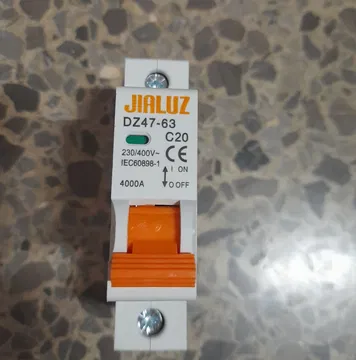 JIALUZ
DZ47-63
C20
230/400V~
IEC60898-1
CE
I ON
4000A
O OFF